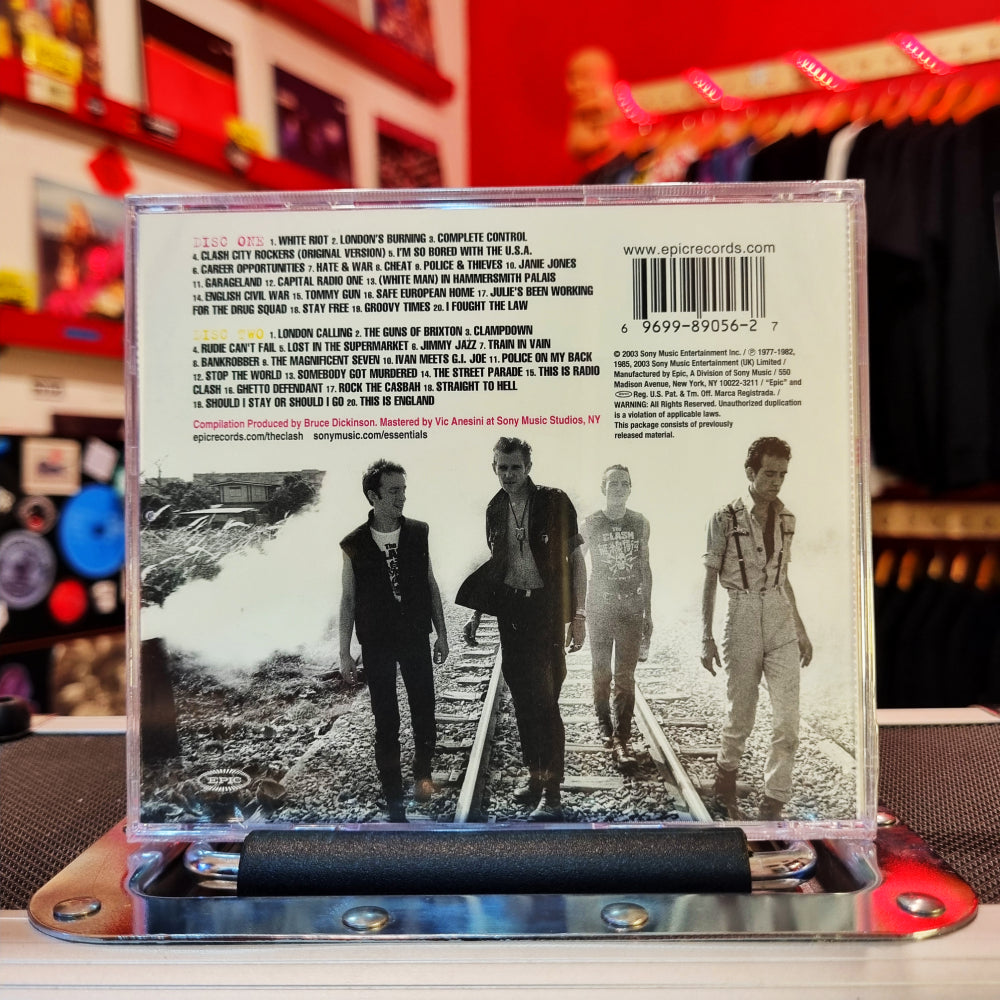 DISC ONE 1. WHITE RIOT 2. LONDON'S BURNING 3. COMPLETE CONTROL
4. CLASH CITY ROCKERS (ORIGINAL VERSION) 5. I'M SO BORED WITH THE U.S.A.
6. CAREER OPPORTUNITIES 7. HATE & WAR 8. CHEAT 9. POLICE & THIEVES 10. JANIE JONES
11. GARAGELAND 12. CAPITAL RADIO ONE 13. (WHITE MAN) IN HAMMERSMITH PALAIS
14. ENGLISH CIVIL WAR 15. TOMMY GUN 16. SAFE EUROPEAN HOME 17. JULIE'S BEEN WORKING
FOR THE DRUG SQUAD 18. STAY FREE 19. GROOVY TIMES 20. I FOUGHT THE LAW
DISC TWO 1. LONDON CALLING 2. THE GUNS OF BRIXTON 3. CLAMPDOWN
4. RUDIE CAN'T FAIL 5. LOST IN THE SUPERMARKET 6. JIMMY JAZZ 7. TRAIN IN VAIN
8. BANKROBBER 9. THE MAGNIFICENT SEVEN 10. IVAN MEETS G.I. JOE 11. POLICE ON MY BACK
12. STOP THE WORLD 13. SOMEBODY GOT MURDERED 14. THE STREET PARADE 15. THIS IS RADIO
CLASH 16. GHETTO DEFENDANT 17. ROCK THE CASBAH 18. STRAIGHT TO HELL
19. SHOULD I STAY OR SHOULD I GO 20. THIS IS ENGLAND
Compilation Produced by Bruce Dickinson. Mastered by Vic Anesini at Sony Music Studios, NY
epicrecords.com/theclash sonymusic.com/essentials
www.epicrecords.com
6 9699-89056-2 7
© 2003 Sony Music Entertainment Inc. / ℗ 1977-1982,
1985, 2003 Sony Music Entertainment (UK) Limited /
Manufactured by Epic, A Division of Sony Music / 550
Madison Avenue, New York, NY 10022-3211 / "Epic" and
EPIC Reg. U.S. Pat. & Tm. Off. Marca Registrada. /
WARNING: All Rights Reserved. Unauthorized duplication
is a violation of applicable laws.
This package consists of previously
released material.
The
CLASH
EPIC